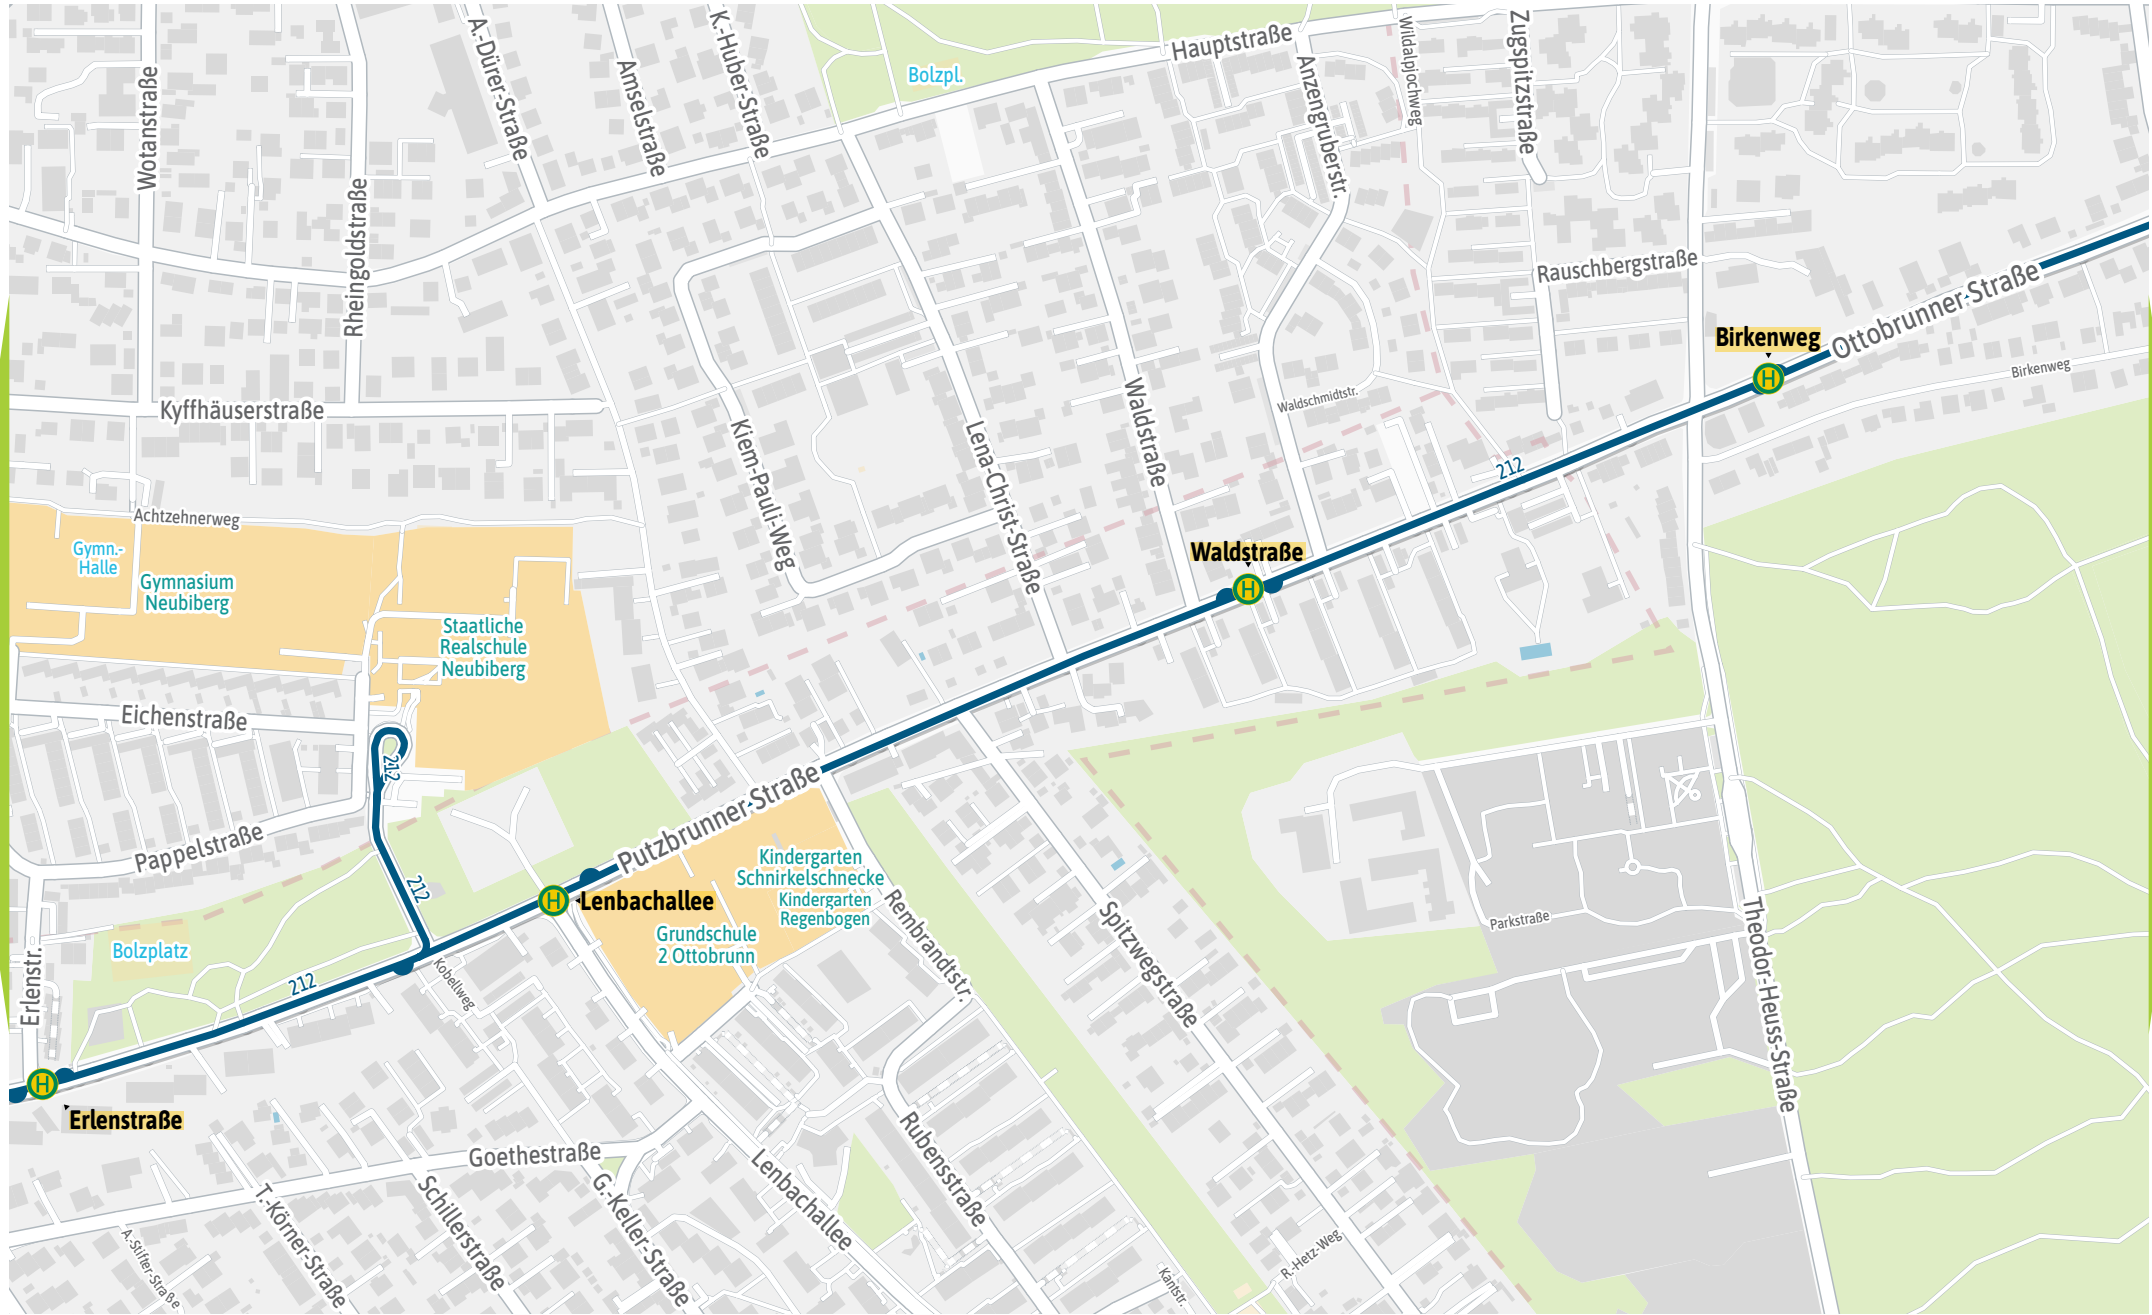 A.-Dürer-Straße
Amselstraße
K.-Huber-Straße
Bolzpl.
Hauptstraße
Anzengruberstr.
Wildalpjochweg
Zugspitzstraße
Wotanstraße
Rheingoldstraße
Rauschbergstraße
Ottobrunner Straße
Birkenweg
H
Birkenweg
Kyffhäuserstraße
Kiem-Pauli-Weg
Lena-Christ-Straße
Waldstraße
Waldschmidtstr.
212
Achtzehnerweg
Gymn.-
Halle
Gymnasium
Neubiberg
Staatliche
Realschule
Neubiberg
Waldstraße
H
Eichenstraße
212
Pappelstraße
Putzbrunner Straße
212
H
Lenbachallee
Kindergarten
Schnirkelschnecke
Kindergarten
Regenbogen
Grundschule
2 Ottobrunn
Rembrandtstr.
Spitzwegstraße
Parkstraße
Theodor-Heuss-Straße
Bolzplatz
Erlenstr.
212
Kobellweg
H
Erlenstraße
Goethestraße
Lenbachallee
Rubensstraße
A.-Stifter-Straße
T.-Körner-Straße
Schillerstraße
G.-Keller-Straße
Kantstr.
R.-Hetz-Weg